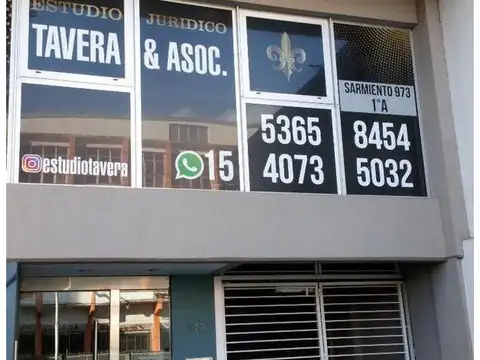 ESTUDIO JURIDICO
TAVERA & ASOC.
SARMIENTO 973
1°A
estudiotavera
15 5365 8454
4073 5032